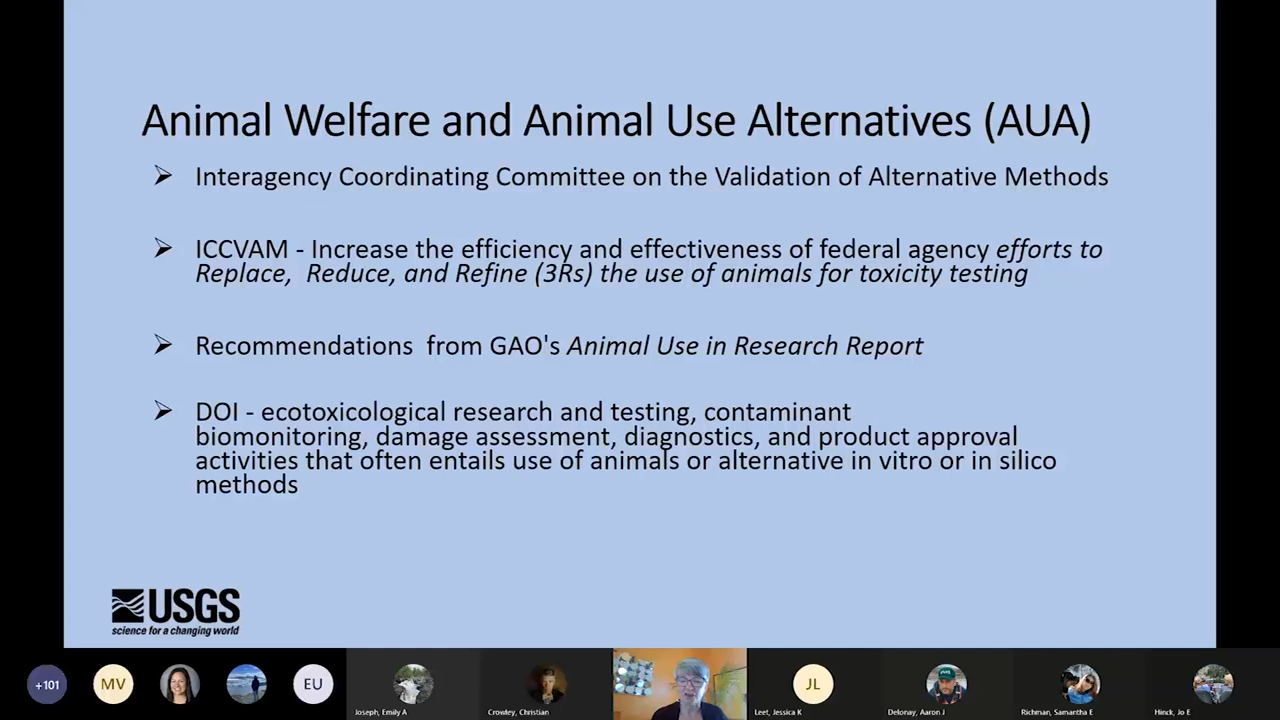 Animal Welfare and Animal Use Alternatives (AUA)
Interagency Coordinating Committee on the Validation of Alternative Methods
ICCVAM - Increase the efficiency and effectiveness of federal agency efforts to
Replace,  Reduce, and Refine (3Rs) the use of animals for toxicity testing
Recommendations  from GAO's Animal Use in Research Report
DOI - ecotoxicological research and testing, contaminant
biomonitoring, damage assessment, diagnostics, and product approval
activities that often entails use of animals or alternative in vitro or in silico
methods
USGS
science for a changing world
+101
MV
EU
JL
Joseph, Emily A
Crowley, Christian
Leet, Jessica K
Delonay, Aaron J
Richman, Samantha E
Hinck, Jo E